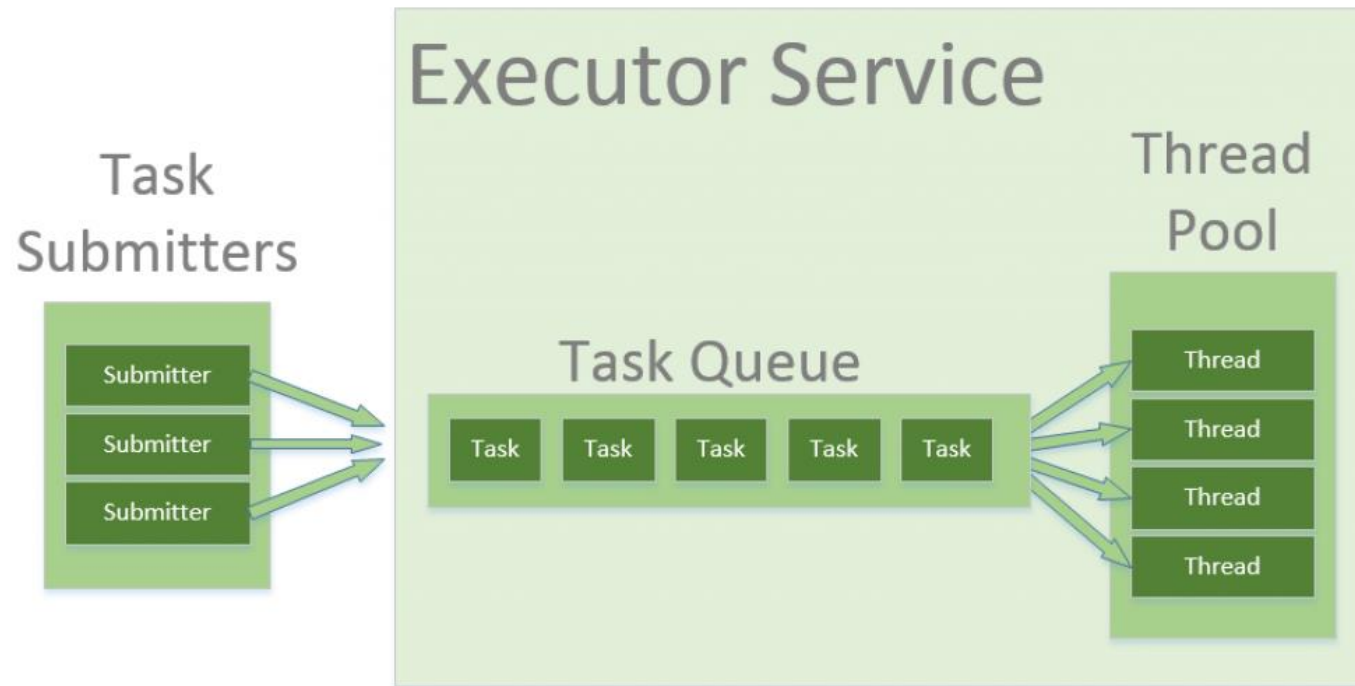 Executor Service
Task
Submitters
Submitter
Submitter
Submitter
Task Queue
Task Task Task Task Task
Thread
Pool
Thread
Thread
Thread
Thread